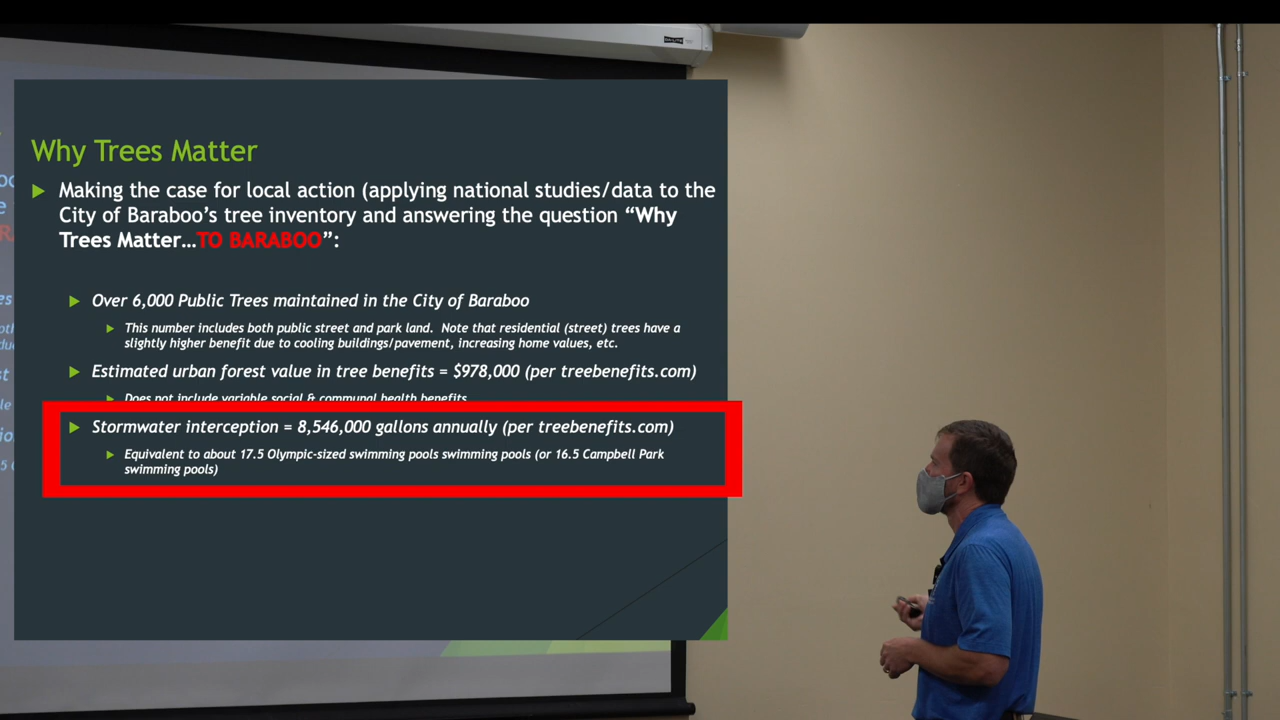 Why Trees Matter
Making the case for local action (applying national studies/data to the
City of Baraboo's tree inventory and answering the question "Why
Trees Matter…TO BARABOO":
Over 6,000 Public Trees maintained in the City of Baraboo
This number includes both public street and park land. Note that residential (street) trees have a
slightly higher benefit due to cooling buildings/pavement, increasing home values, etc.
Estimated urban forest value in tree benefits = $978,000 (per treebenefits.com)
Does not include variable social & communal health benefits
Stormwater interception = 8,546,000 gallons annually (per treebenefits.com)
Equivalent to about 17.5 Olympic-sized swimming pools swimming pools (or 16.5 Campbell Park
swimming pools)